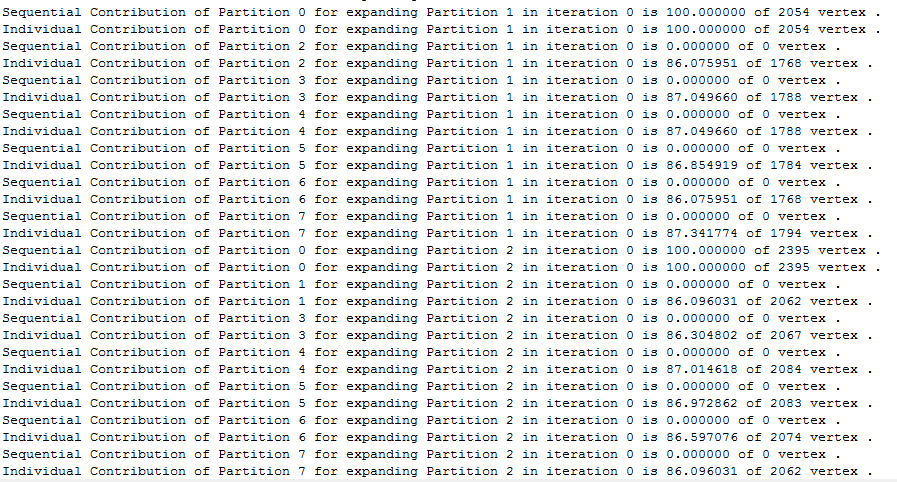 Sequential Contribution of Partition 0 for expanding Partition 1 in iteration 0 is 100.000000 of 2054 vertex .
Individual Contribution of Partition 0 for expanding Partition 1 in iteration 0 is 100.000000 of 2054 vertex .
Sequential Contribution of Partition 2 for expanding Partition 1 in iteration 0 is 0.000000 of 0 vertex .
Individual Contribution of Partition 2 for expanding Partition 1 in iteration 0 is 86.075951 of 1768 vertex .
Sequential Contribution of Partition 3 for expanding Partition 1 in iteration 0 is 0.000000 of 0 vertex .
Individual Contribution of Partition 3 for expanding Partition 1 in iteration 0 is 87.049660 of 1788 vertex .
Sequential Contribution of Partition 4 for expanding Partition 1 in iteration 0 is 0.000000 of 0 vertex .
Individual Contribution of Partition 4 for expanding Partition 1 in iteration 0 is 87.049660 of 1788 vertex .
Sequential Contribution of Partition 5 for expanding Partition 1 in iteration 0 is 0.000000 of 0 vertex .
Individual Contribution of Partition 5 for expanding Partition 1 in iteration 0 is 86.854919 of 1784 vertex .
Sequential Contribution of Partition 6 for expanding Partition 1 in iteration 0 is 0.000000 of 0 vertex .
Individual Contribution of Partition 6 for expanding Partition 1 in iteration 0 is 86.075951 of 1768 vertex .
Sequential Contribution of Partition 7 for expanding Partition 1 in iteration 0 is 0.000000 of 0 vertex .
Individual Contribution of Partition 7 for expanding Partition 1 in iteration 0 is 87.341774 of 1794 vertex .
Sequential Contribution of Partition 0 for expanding Partition 2 in iteration 0 is 100.000000 of 2395 vertex .
Individual Contribution of Partition 0 for expanding Partition 2 in iteration 0 is 100.000000 of 2395 vertex .
Sequential Contribution of Partition 1 for expanding Partition 2 in iteration 0 is 0.000000 of 0 vertex .
Individual Contribution of Partition 1 for expanding Partition 2 in iteration 0 is 86.096031 of 2062 vertex .
Sequential Contribution of Partition 3 for expanding Partition 2 in iteration 0 is 0.000000 of 0 vertex .
Individual Contribution of Partition 3 for expanding Partition 2 in iteration 0 is 86.304802 of 2067 vertex .
Sequential Contribution of Partition 4 for expanding Partition 2 in iteration 0 is 0.000000 of 0 vertex .
Individual Contribution of Partition 4 for expanding Partition 2 in iteration 0 is 87.014618 of 2084 vertex .
Sequential Contribution of Partition 5 for expanding Partition 2 in iteration 0 is 0.000000 of 0 vertex .
Individual Contribution of Partition 5 for expanding Partition 2 in iteration 0 is 86.972862 of 2083 vertex .
Sequential Contribution of Partition 6 for expanding Partition 2 in iteration 0 is 0.000000 of 0 vertex .
Individual Contribution of Partition 6 for expanding Partition 2 in iteration 0 is 86.597076 of 2074 vertex .
Sequential Contribution of Partition 7 for expanding Partition 2 in iteration 0 is 0.000000 of 0 vertex .
Individual Contribution of Partition 7 for expanding Partition 2 in iteration 0 is 86.096031 of 2062 vertex .